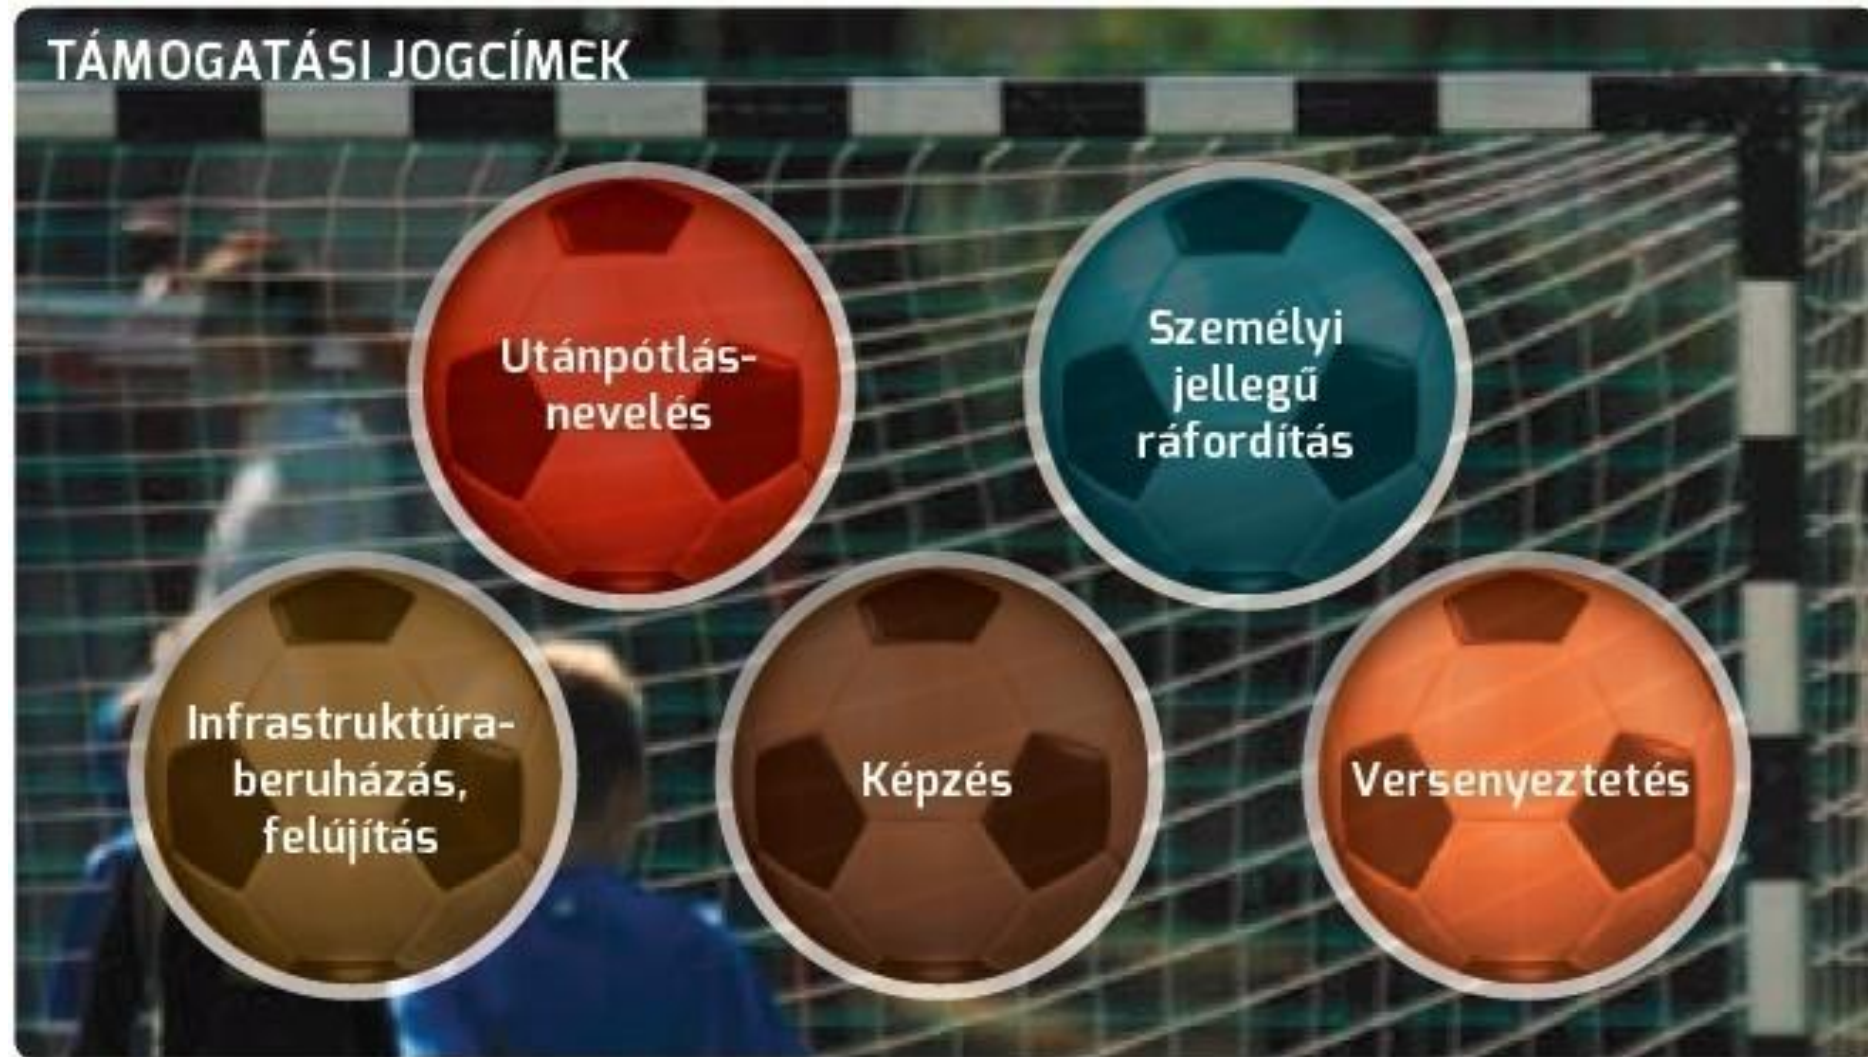 TÁMOGATÁSI JOGCÍMEK
Utánpótlás-
nevelés
Személyi
jellegű
ráfordítás
Infrastruktúra-
beruházás,
felújítás
Képzés
Versenyeztetés